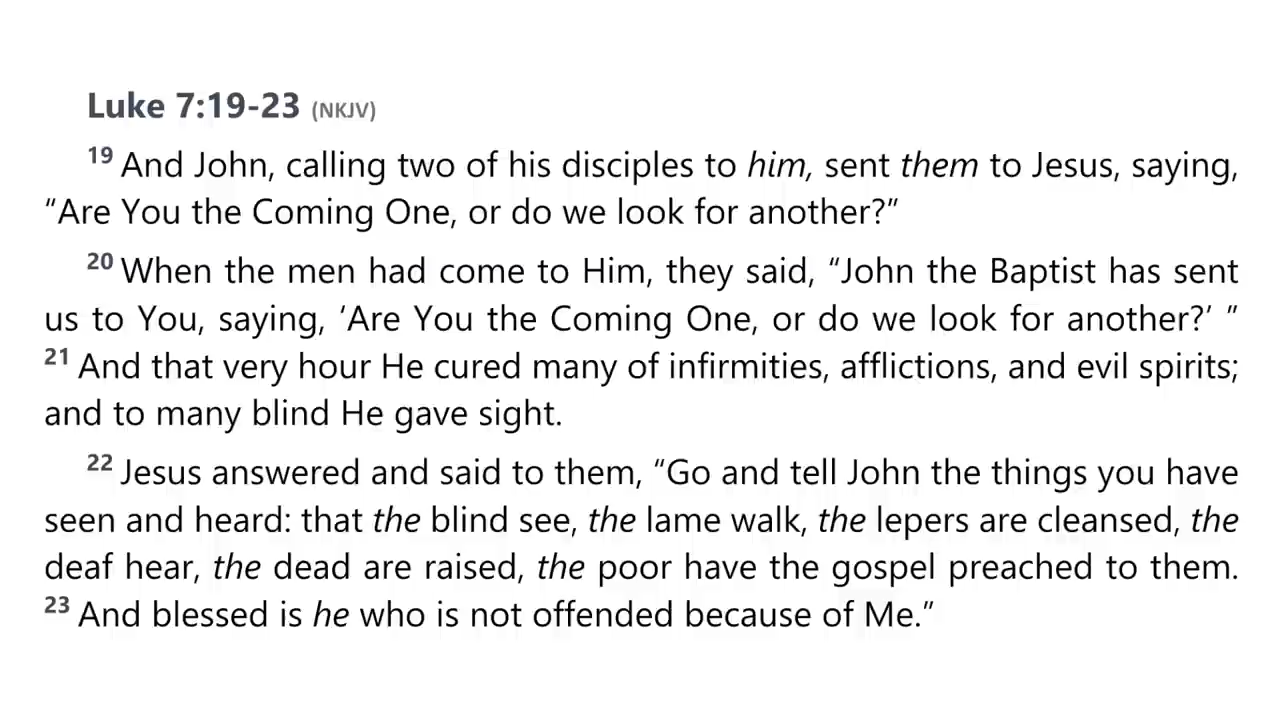 Luke 7:19-23 (NKJV)
19 And John, calling two of his disciples to him, sent them to Jesus, saying,
“Are You the Coming One, or do we look for another?”
20 When the men had come to Him, they said, “John the Baptist has sent
us to You, saying, ‘Are You the Coming One, or do we look for another?’ ”
21 And that very hour He cured many of infirmities, afflictions, and evil spirits;
and to many blind He gave sight.
22 Jesus answered and said to them, “Go and tell John the things you have
seen and heard: that the blind see, the lame walk, the lepers are cleansed, the
deaf hear, the dead are raised, the poor have the gospel preached to them.
23 And blessed is he who is not offended because of Me.”